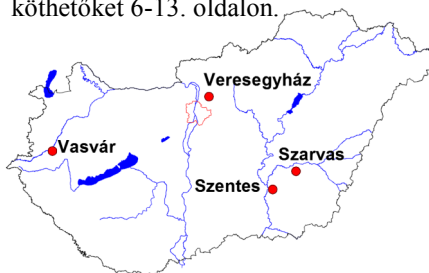 köthetőket 6-13. oldalon.
Veresegyház
Vasvár
Szarvas
Szentes